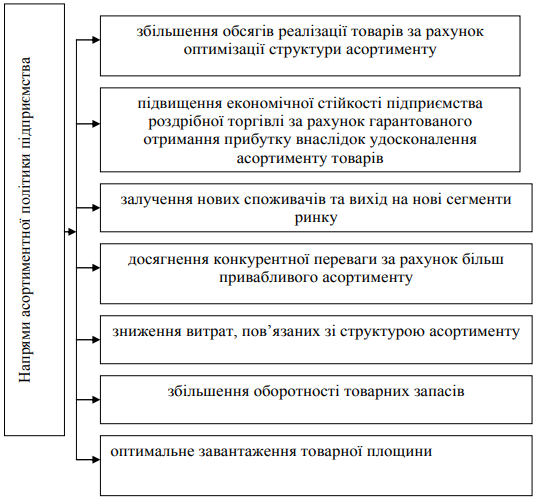 Напрями асортиментної політики підприємства
збільшення обсягів реалізації товарів за рахунок
оптимізації структури асортименту
підвищення економічної стійкості підприємства
роздрібної торгівлі за рахунок гарантованого
отримання прибутку внаслідок удосконалення
асортименту товарів
залучення нових споживачів та вихід на нові сегменти
ринку
досягнення конкурентної переваги за рахунок більш
привабливого асортименту
зниження витрат, пов’язаних зі структурою асортименту
збільшення оборотності товарних запасів
оптимальне завантаження товарної площини